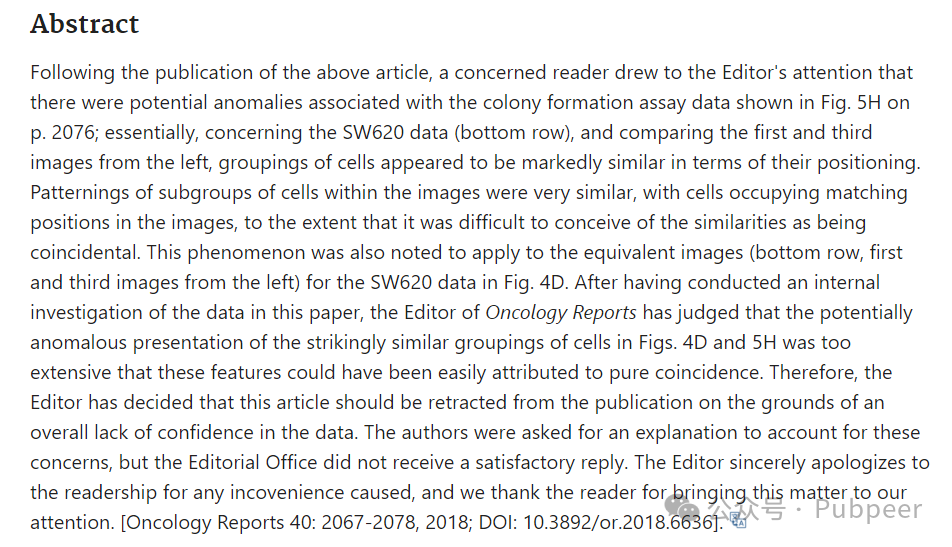 Abstract
Following the publication of the above article, a concerned reader drew to the Editor's attention that
there were potential anomalies associated with the colony formation assay data shown in Fig. 5H on
p. 2076; essentially, concerning the SW620 data (bottom row), and comparing the first and third
images from the left, groupings of cells appeared to be markedly similar in terms of their positioning.
Patternings of subgroups of cells within the images were very similar, with cells occupying matching
positions in the images, to the extent that it was difficult to conceive of the similarities as being
coincidental. This phenomenon was also noted to apply to the equivalent images (bottom row, first
and third images from the left) for the SW620 data in Fig. 4D. After having conducted an internal
investigation of the data in this paper, the Editor of Oncology Reports has judged that the potentially
anomalous presentation of the strikingly similar groupings of cells in Figs. 4D and 5H was too
extensive that these features could have been easily attributed to pure coincidence. Therefore, the
Editor has decided that this article should be retracted from the publication on the grounds of an
overall lack of confidence in the data. The authors were asked for an explanation to account for these
concerns, but the Editorial Office did not receive a satisfactory reply. The Editor sincerely apologizes to
the readership for any incovenience caused, and we thank the reader for bringing this matter to our
attention. [Oncology Reports 40: 2067-2078, 2018; DOI: 10.3892/or.2018.6636].
公众号 · Pubpeer